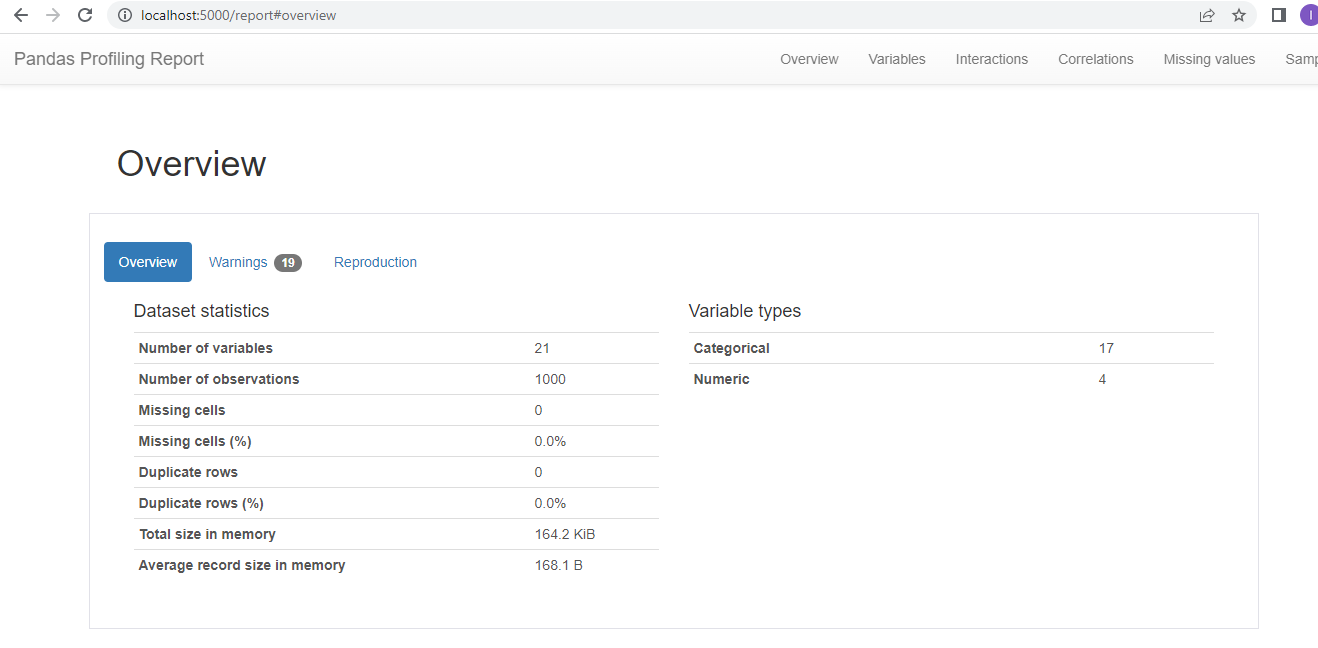 localhost:5000/report#overview
I
Pandas Profiling Report
Overview Variables Interactions Correlations Missing values Samp
Overview
Overview Warnings 19 Reproduction
Dataset statistics
Number of variables 21
Number of observations 1000
Missing cells 0
Missing cells (%) 0.0%
Duplicate rows 0
Duplicate rows (%) 0.0%
Total size in memory 164.2 KiB
Average record size in memory 168.1 B
Variable types
Categorical 17
Numeric 4